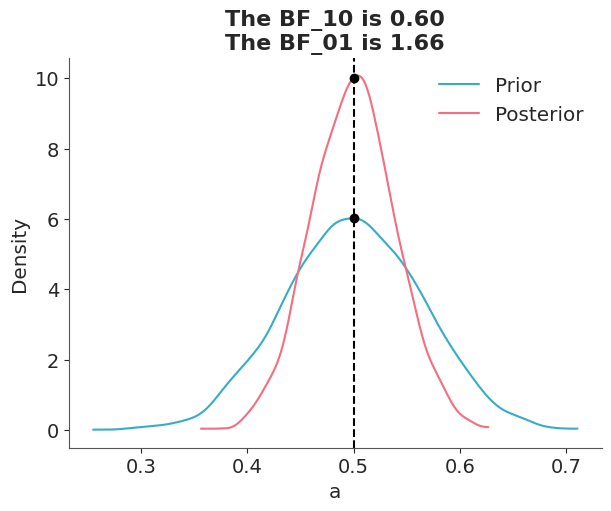 The BF_10 is 0.60
The BF_01 is 1.66
Prior
Posterior
Density
10
8
6
4
2
0
0.3 0.4 0.5 0.6 0.7
a